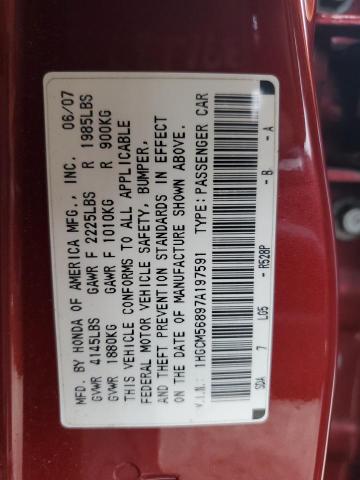 MFD. BY HONDA OF AMERICA MFG., INC. 06/07
GVWR 4145LBS GAWR F 2225LBS R 1985LBS
GVWR 1880KG GAWR F 1010KG R 900KG
THIS VEHICLE CONFORMS TO ALL APPLICABLE
FEDERAL MOTOR VEHICLE SAFETY, BUMPER,
AND THEFT PREVENTION STANDARDS IN EFFECT
ON THE DATE OF MANUFACTURE SHOWN ABOVE.
V.I.N.: 1HGCM56897A197591 TYPE: PASSENGER CAR
SDA 7 L05 - R528P - B - A